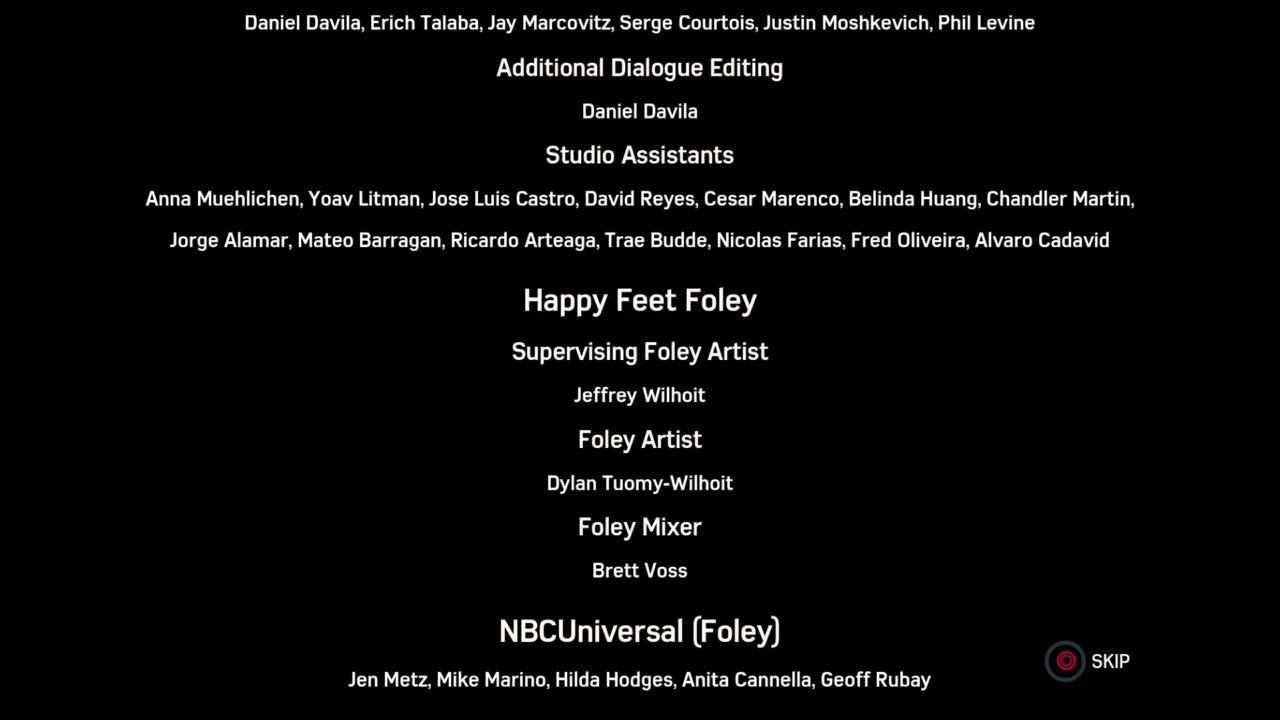 Daniel Davila, Erich Talaba, Jay Marcovitz, Serge Courtois, Justin Moshkevich, Phil Levine
Additional Dialogue Editing
Daniel Davila
Studio Assistants
Anna Muehlichen, Yoav Litman, Jose Luis Castro, David Reyes, Cesar Marenco, Belinda Huang, Chandler Martin,
Jorge Alamar, Mateo Barragan, Ricardo Arteaga, Trae Budde, Nicolas Farias, Fred Oliveira, Alvaro Cadavid
Happy Feet Foley
Supervising Foley Artist
Jeffrey Wilhoit
Foley Artist
Dylan Tuomy-Wilhoit
Foley Mixer
Brett Voss
NBCUniversal (Foley)
SKIP
Jen Metz, Mike Marino, Hilda Hodges, Anita Cannella, Geoff Rubay